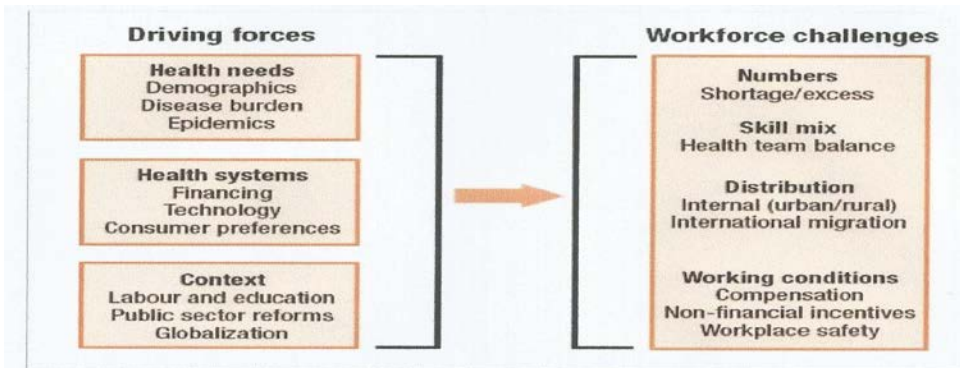 Driving forces
Health needs
Demographics
Disease burden
Epidemics
Health systems
Financing
Technology
Consumer preferences
Context
Labour and education
Public sector reforms
Globalization
Workforce challenges
Numbers
Shortage/excess
Skill mix
Health team balance
Distribution
Internal (urban/rural)
International migration
Working conditions
Compensation
Non-financial incentives
Workplace safety